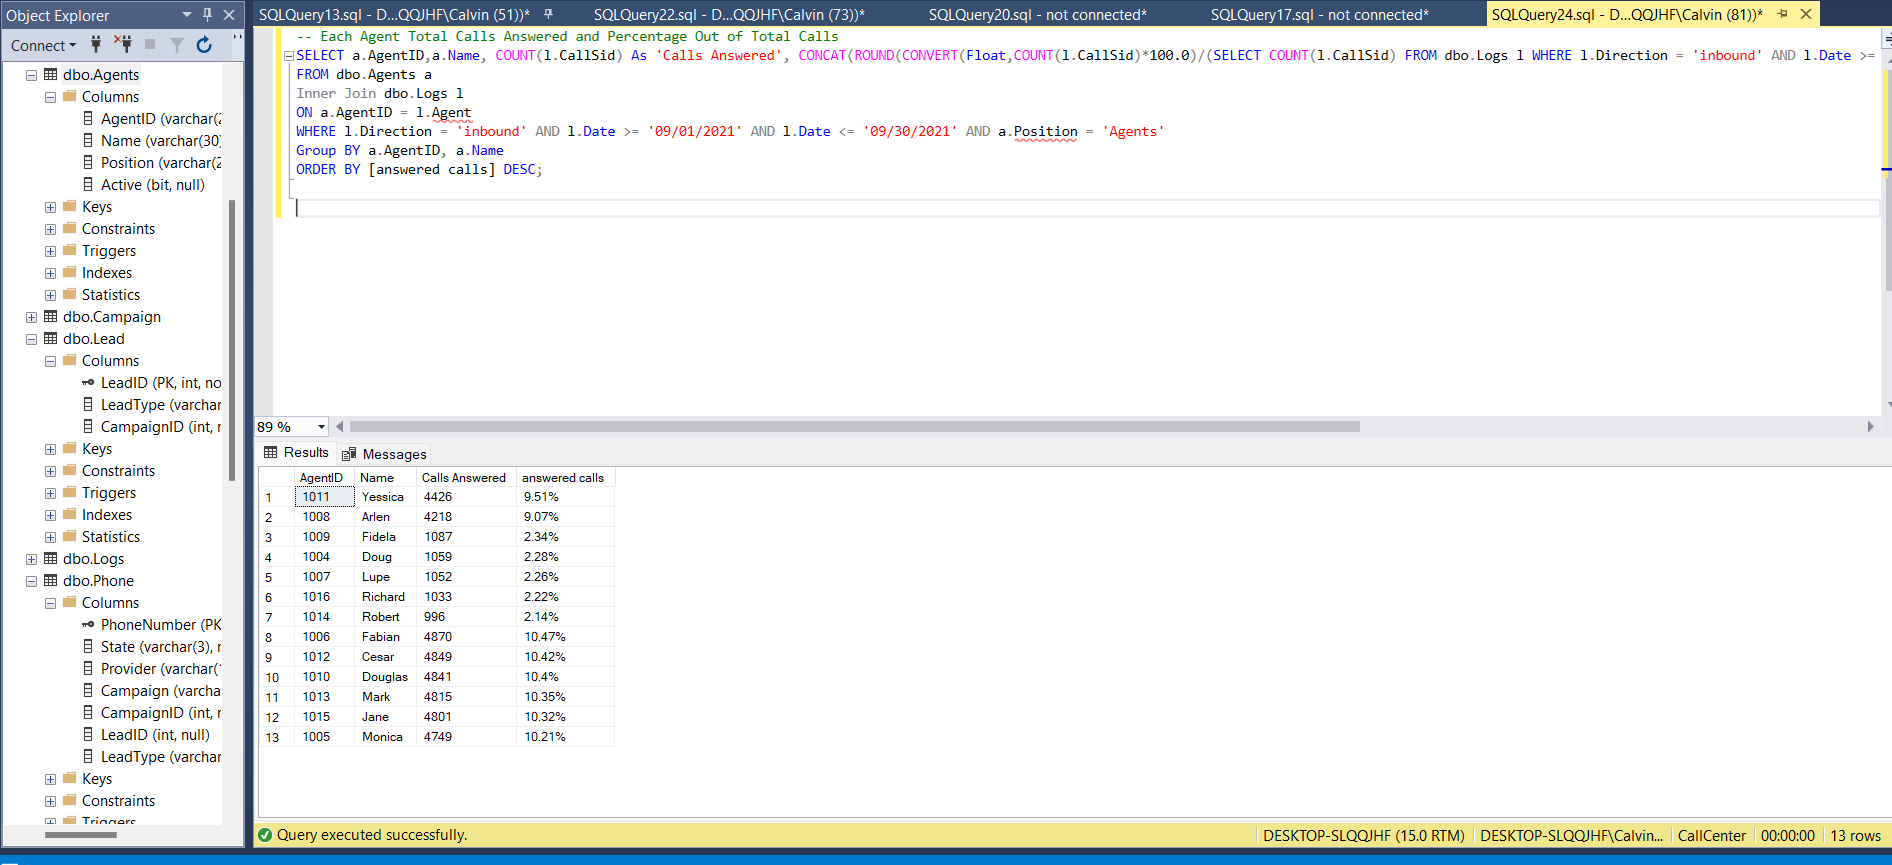 Object Explorer
SQLQuery13.sql - D...QQJHF\Calvin (51))*
SQLQuery22.sql - D...QQJHF\Calvin (73))*
SQLQuery20.sql - not connected*
SQLQuery17.sql - not connected*
SQLQuery24.sql - D...QQJHF\Calvin (81))*
Connect
dbo.Agents
Columns
AgentID (varchar(2
Name (varchar(30)
Position (varchar(2
Active (bit, null)
Keys
Constraints
Triggers
Indexes
Statistics
dbo.Campaign
dbo.Lead
Columns
LeadID (PK, int, no
LeadType (varchar
CampaignID (int, r
Keys
Constraints
Triggers
Indexes
Statistics
dbo.Logs
dbo.Phone
Columns
PhoneNumber (PK
State (varchar(3), r
Provider (varchar(
Campaign (varcha
CampaignID (int, r
LeadID (int, null)
LeadType (varchar
Keys
Constraints
Triggers
-- Each Agent Total Calls Answered and Percentage Out of Total Calls
SELECT a.AgentID,a.Name, COUNT(l.CallSid) As 'Calls Answered', CONCAT(ROUND(CONVERT(Float,COUNT(l.CallSid)*100.0)/(SELECT COUNT(l.CallSid) FROM dbo.Logs l WHERE l.Direction = 'inbound' AND l.Date >=
FROM dbo.Agents a
Inner Join dbo.Logs l
ON a.AgentID = l.Agent
WHERE l.Direction = 'inbound' AND l.Date >= '09/01/2021' AND l.Date <= '09/30/2021' AND a.Position = 'Agents'
Group BY a.AgentID, a.Name
ORDER BY [answered calls] DESC;
89 %
Results Messages
AgentID Name Calls Answered answered calls
1 1011 Yessica 4426 9.51%
2 1008 Arlen 4218 9.07%
3 1009 Fidela 1087 2.34%
4 1004 Doug 1059 2.28%
5 1007 Lupe 1052 2.26%
6 1016 Richard 1033 2.22%
7 1014 Robert 996 2.14%
8 1006 Fabian 4870 10.47%
9 1012 Cesar 4849 10.42%
10 1010 Douglas 4841 10.4%
11 1013 Mark 4815 10.35%
12 1015 Jane 4801 10.32%
13 1005 Monica 4749 10.21%
Query executed successfully.
DESKTOP-SLQQJHF (15.0 RTM)
DESKTOP-SLQQJHF\Calvin...
CallCenter
00:00:00
13 rows